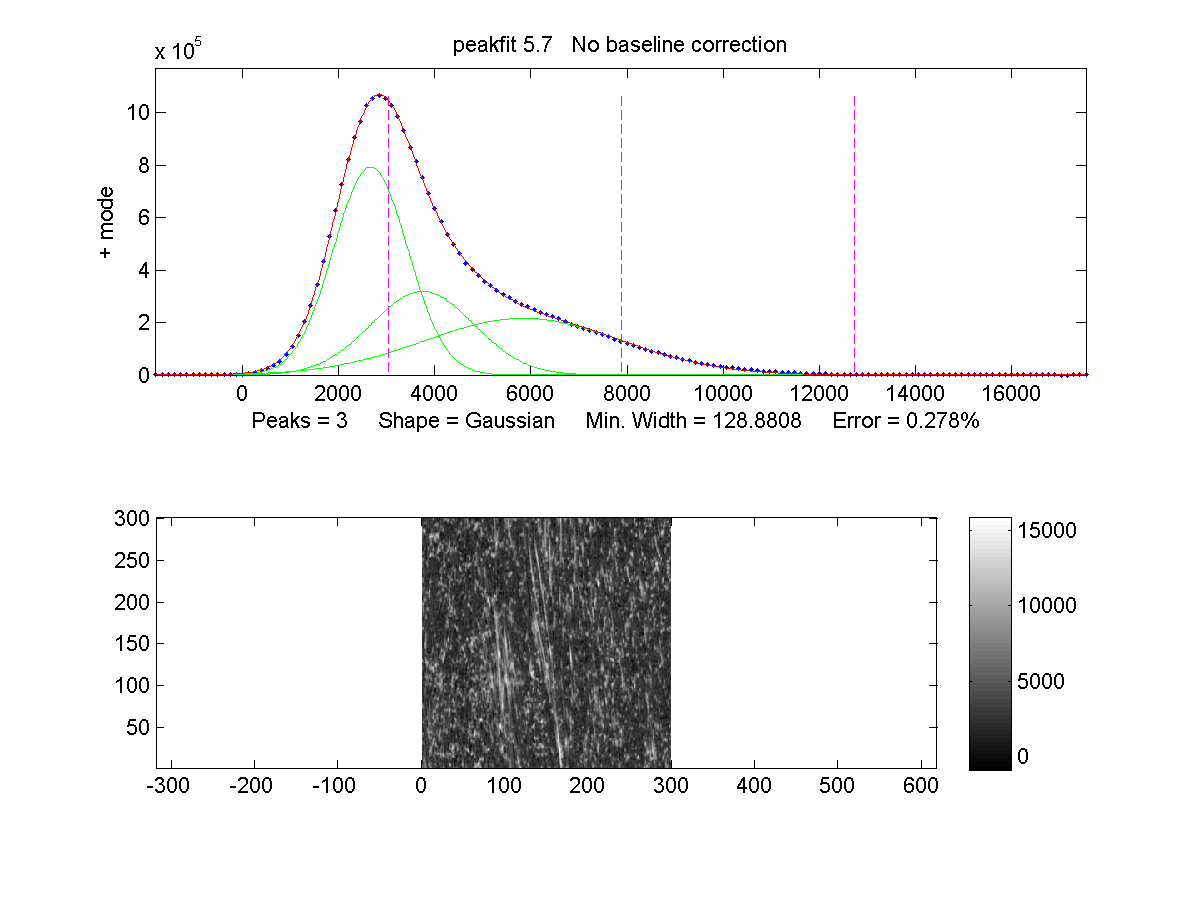 peakfit 5.7 No baseline correction
x 10^5
10
8
6
4
2
0
+ mode
0 2000 4000 6000 8000 10000 12000 14000 16000
Peaks = 3 Shape = Gaussian Min. Width = 128.8808 Error = 0.278%
300
250
200
150
100
50
-300 -200 -100 0 100 200 300 400 500 600
15000
10000
5000
0